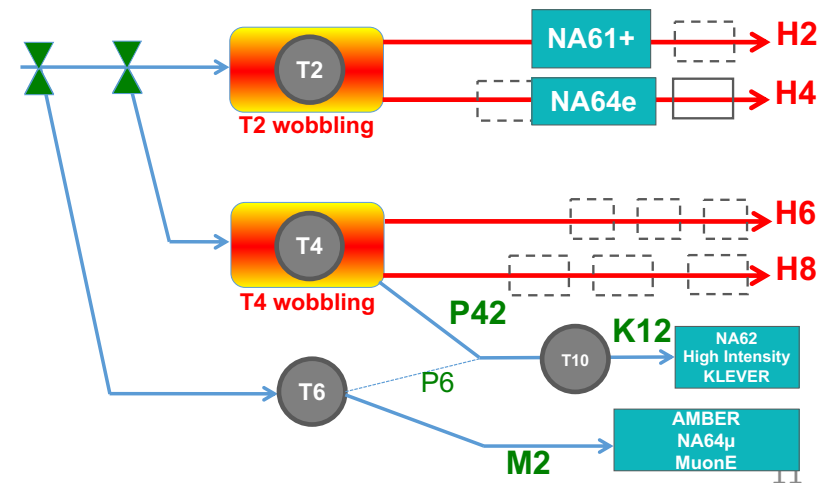 NA61+
H2
T2
NA64e
H4
T2 wobbling
H6
T4
H8
T4 wobbling
P42
K12
NA62
High Intensity
KLEVER
T10
P6
T6
AMBER
NA64μ
MuonE
M2